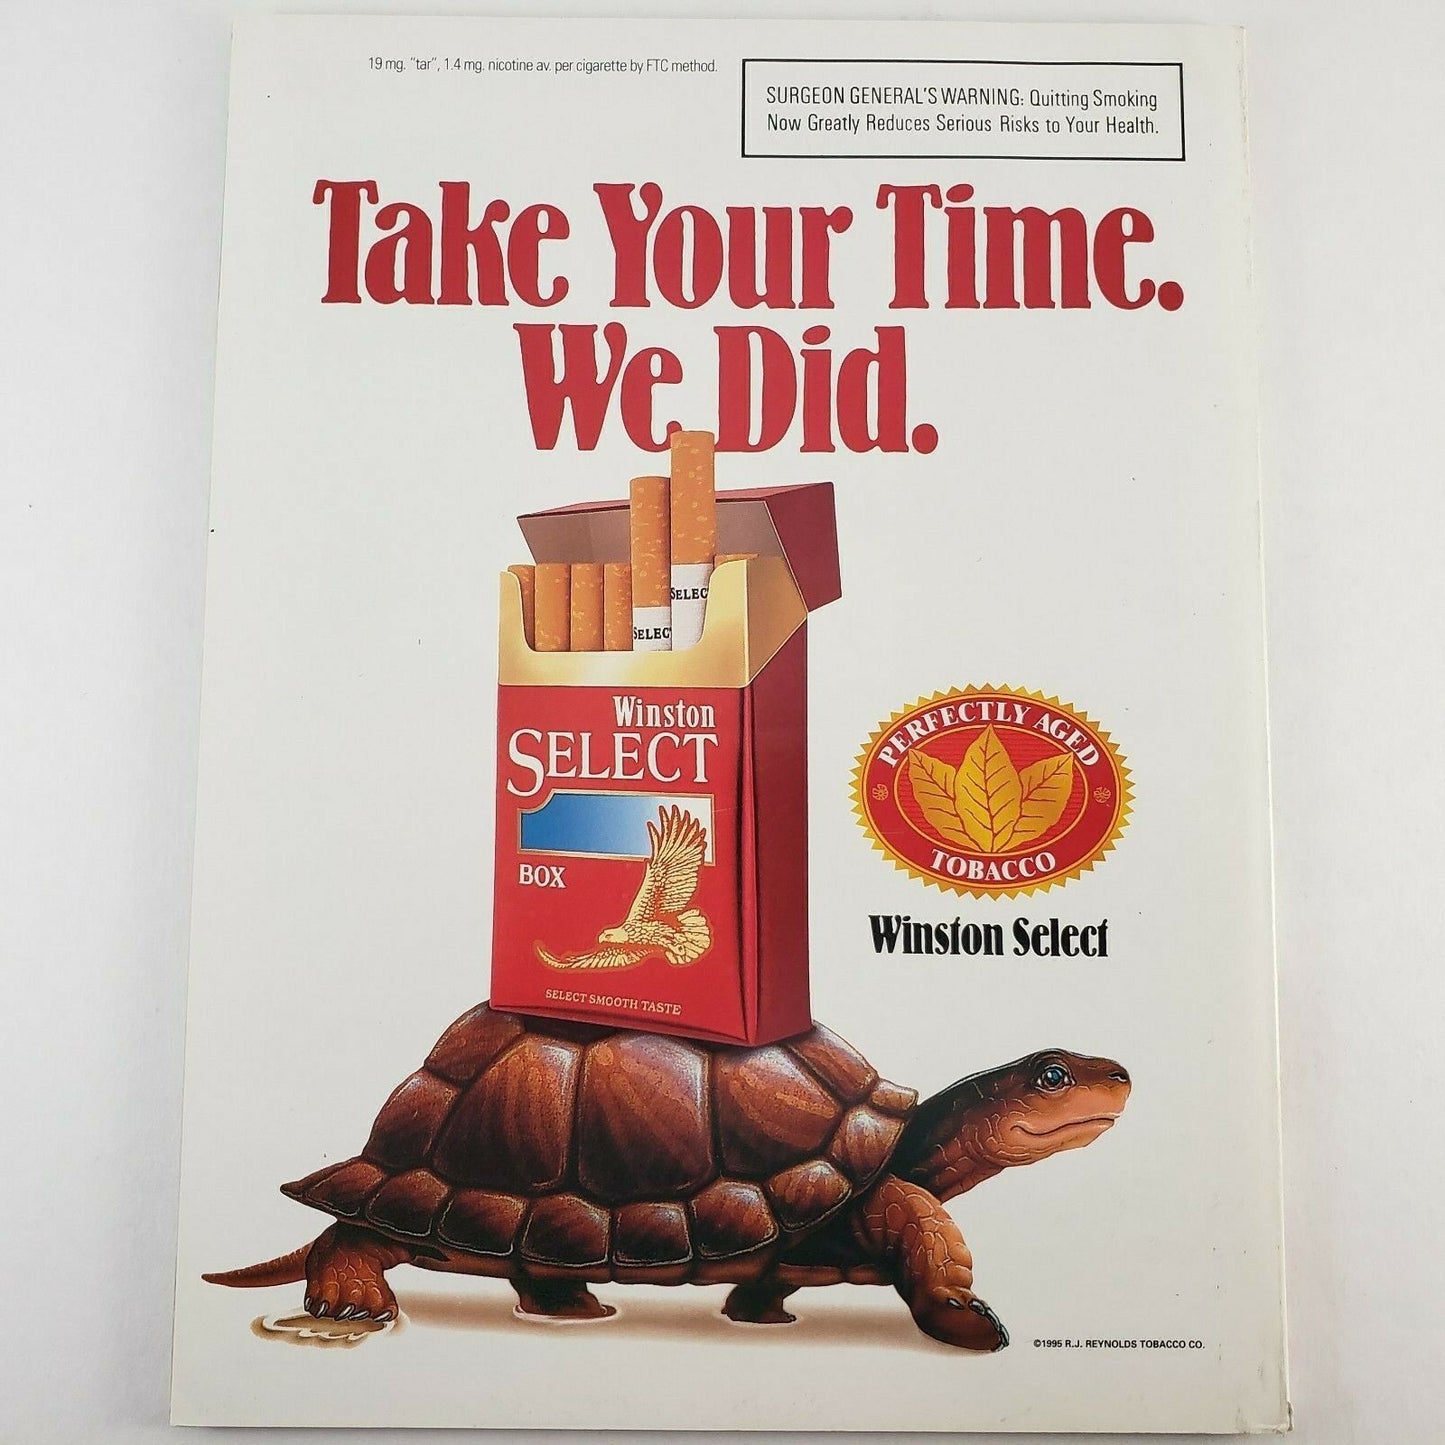 19 mg. "tar", 1.4 mg. nicotine av. per cigarette by FTC method.
SURGEON GENERAL'S WARNING: Quitting Smoking
Now Greatly Reduces Serious Risks to Your Health.
Take Your Time.
We Did.
SELEC
SELECT
Winston
SELECT
BOX
SELECT SMOOTH TASTE
PERFECTLY AGED
TOBACCO
Winston Select
©1995 R.J. REYNOLDS TOBACCO CO.